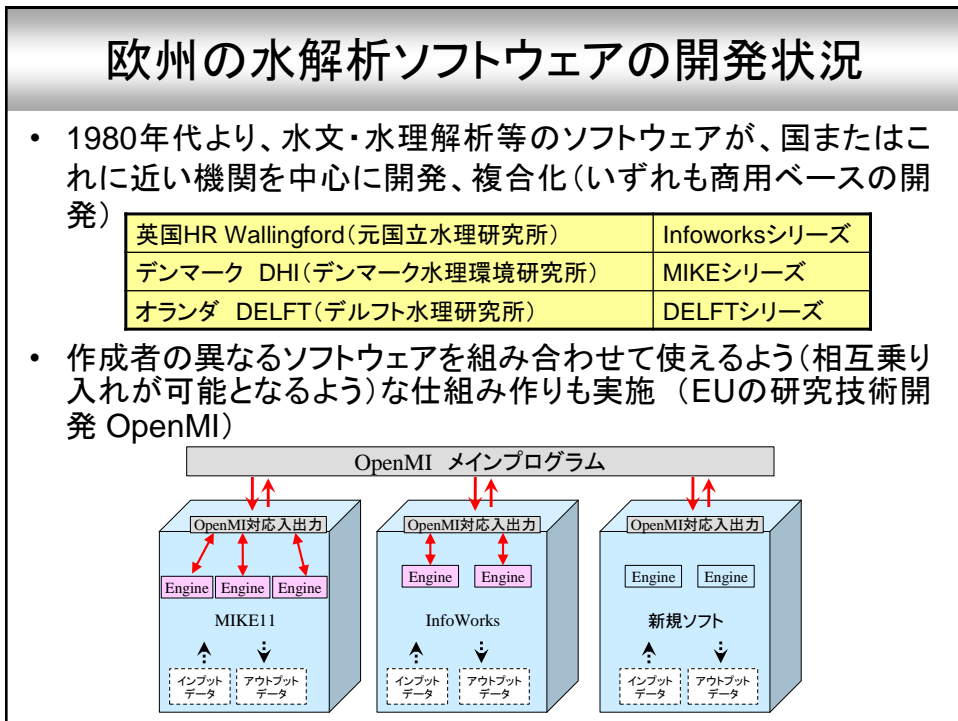 欧州の水解析ソフトウェアの開発状況
• 1980年代より、水文・水理解析等のソフトウェアが、国またはこ
れに近い機関を中心に開発、複合化（いずれも商用ベースの開
発）
英国HR Wallingford（元国立水理研究所） Infoworksシリーズ
デンマーク DHI（デンマーク水理環境研究所） MIKEシリーズ
オランダ DELFT（デルフト水理研究所） DELFTシリーズ
• 作成者の異なるソフトウェアを組み合わせて使えるよう（相互乗り
入れが可能となるよう）な仕組み作りも実施 （EUの研究技術開
発 OpenMI）
OpenMI メインプログラム
OpenMI対応入出力 OpenMI対応入出力 OpenMI対応入出力
Engine Engine Engine Engine Engine Engine Engine
MIKE11 InfoWorks 新規ソフト
インプット アウトプット インプット アウトプット インプット アウトプット
データ データ データ データ データ データ